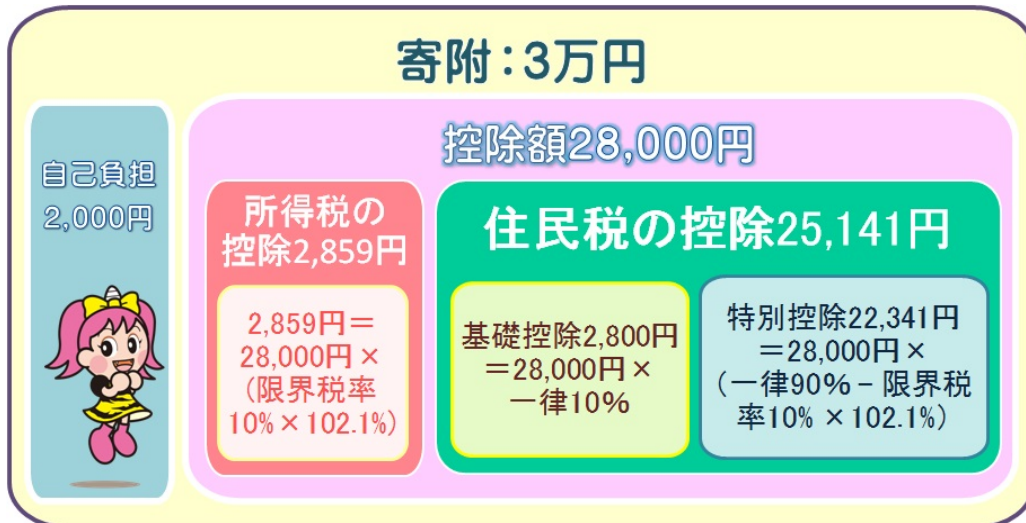 寄附：3万円
自己負担
2,000円
控除額28,000円
所得税の
控除2,859円
2,859円＝
28,000円×
（限界税率
10%×102.1%）
住民税の控除25,141円
基礎控除2,800円
＝28,000円×
一律10%
特別控除22,341円
＝28,000円×
（一律90%－限界税
率10%×102.1%）